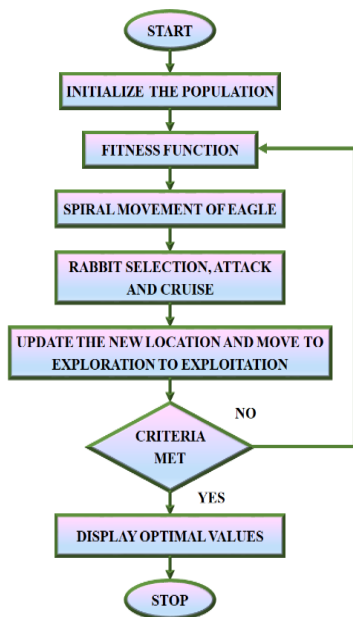 START
INITIALIZE THE POPULATION
FITNESS FUNCTION
SPIRAL MOVEMENT OF EAGLE
RABBIT SELECTION, ATTACK
AND CRUISE
UPDATE THE NEW LOCATION AND MOVE TO
EXPLORATION TO EXPLOITATION
NO
CRITERIA
MET
YES
DISPLAY OPTIMAL VALUES
STOP